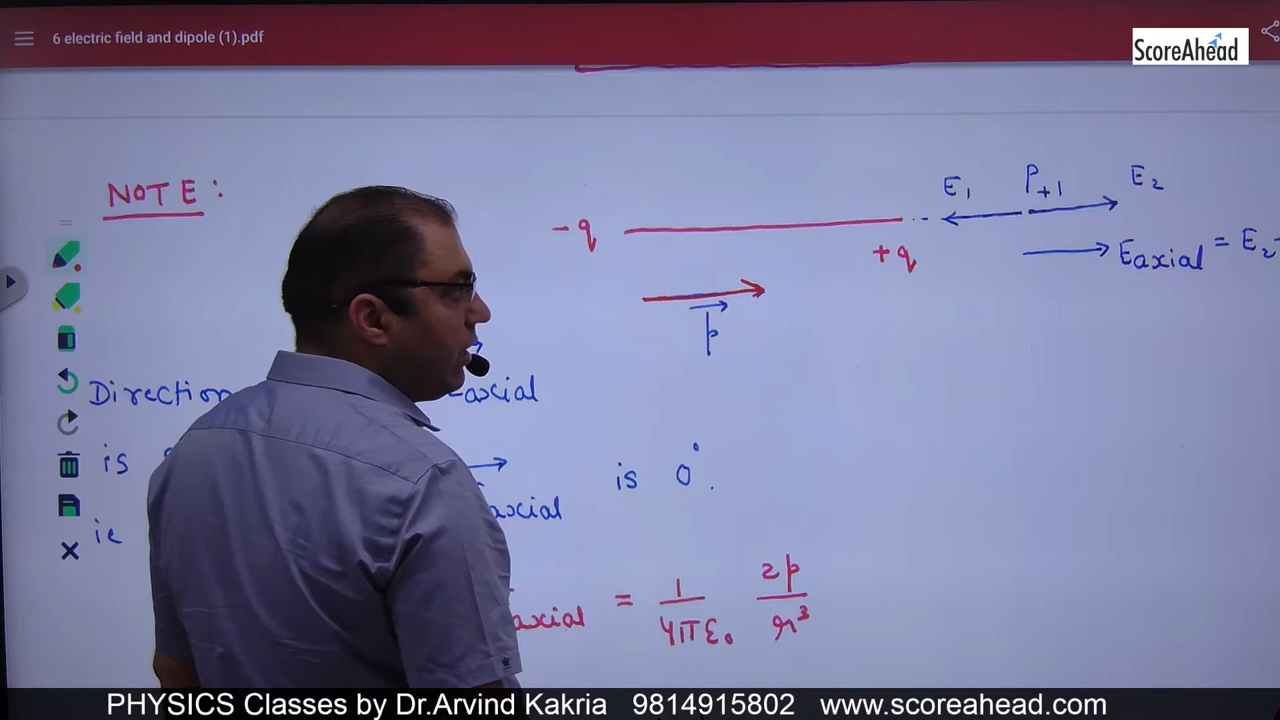 6 electric field and dipole (1).pdf
ScoreAhead
NOTE:
E₁ P+1 E₂
-q
+q
Eaxial = E₂
p
Direction axial
is
axial is 0°.
ie
axial = 1/4πε₀ 2p/r³
PHYSICS Classes by Dr.Arvind Kakria 9814915802 www.scoreahead.com